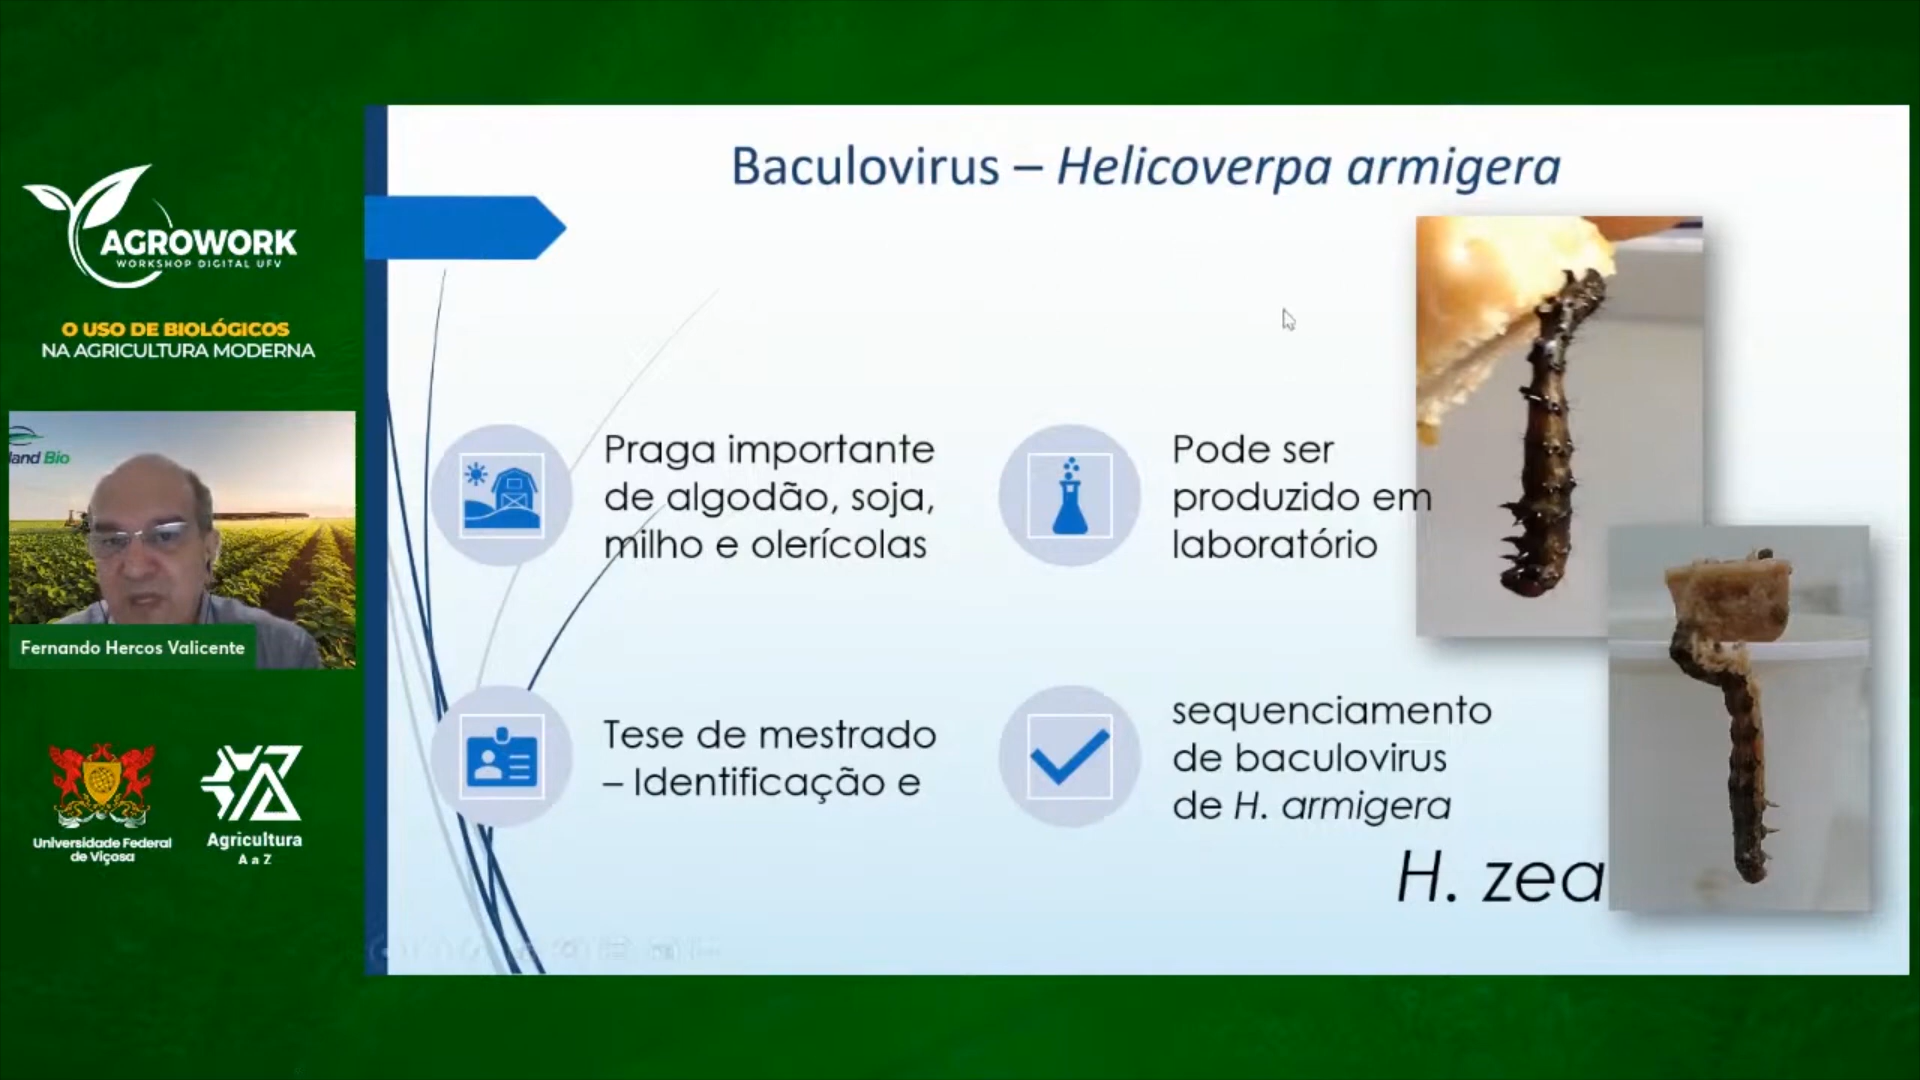 AGROWORK
WORKSHOP DIGITAL UFV
O USO DE BIOLÓGICOS
NA AGRICULTURA MODERNA
land Bio
Fernando Hercos Valicente
Universidade Federal
de Viçosa
Agricultura
A a Z
Baculovirus – Helicoverpa armigera
Praga importante
de algodão, soja,
milho e olerícolas
Pode ser
produzido em
laboratório
Tese de mestrado
– Identificação e
sequenciamento
de baculovirus
de H. armigera
H. zea